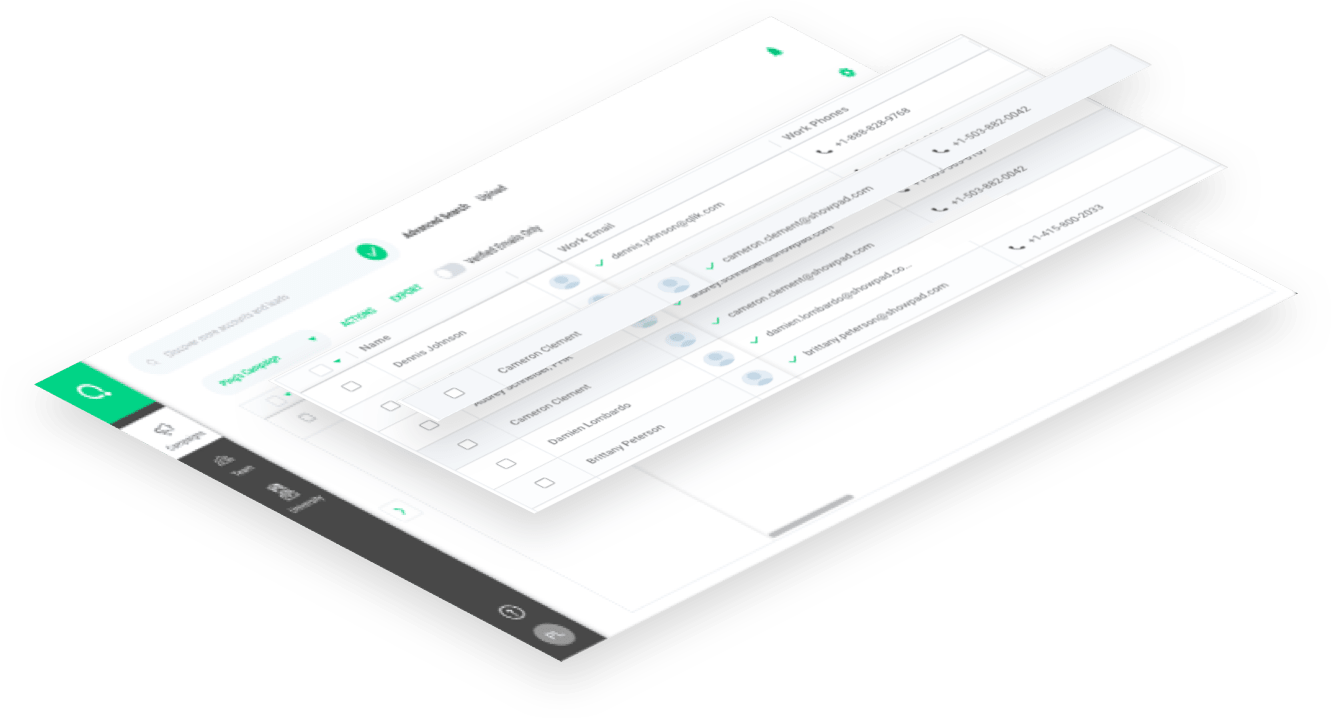 Discover more accounts and leads
Advanced Search
Upload
Ping's Campaign
ACTIONS
EXPORT
Verified Emails Only
Campaigns
Team
University
Name
Work Email
Work Phones
Dennis Johnson
dennis.johnson@qlik.com
+1-888-828-9768
Cameron Clement
cameron.clement@showpad.com
+1-503-882-0042
Audrey Schneider, PHR
audrey.schneider@showpad.com
Cameron Clement
cameron.clement@showpad.com
+1-503-882-0042
Damien Lombardo
damien.lombardo@showpad.co...
+1-415-800-2033
Brittany Peterson
brittany.peterson@showpad.com